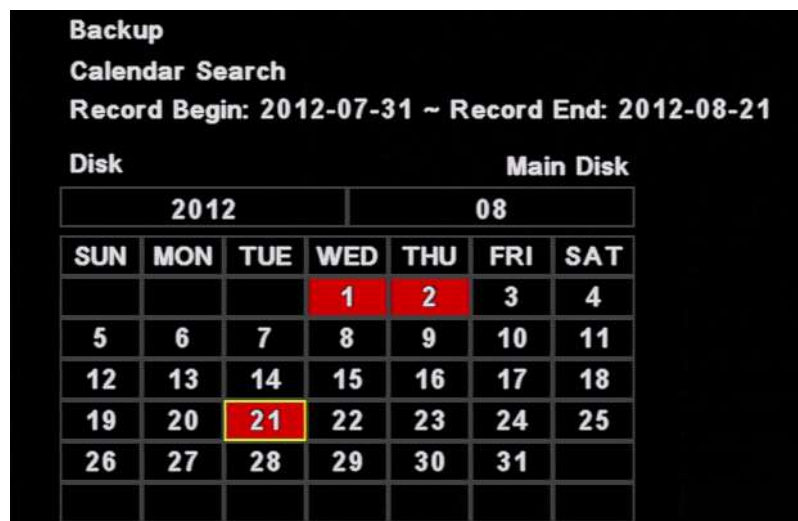 Backup
Calendar Search
Record Begin: 2012-07-31 ~ Record End: 2012-08-21
Disk Main Disk
2012 08
SUN MON TUE WED THU FRI SAT
1 2 3 4
5 6 7 8 9 10 11
12 13 14 15 16 17 18
19 20 21 22 23 24 25
26 27 28 29 30 31